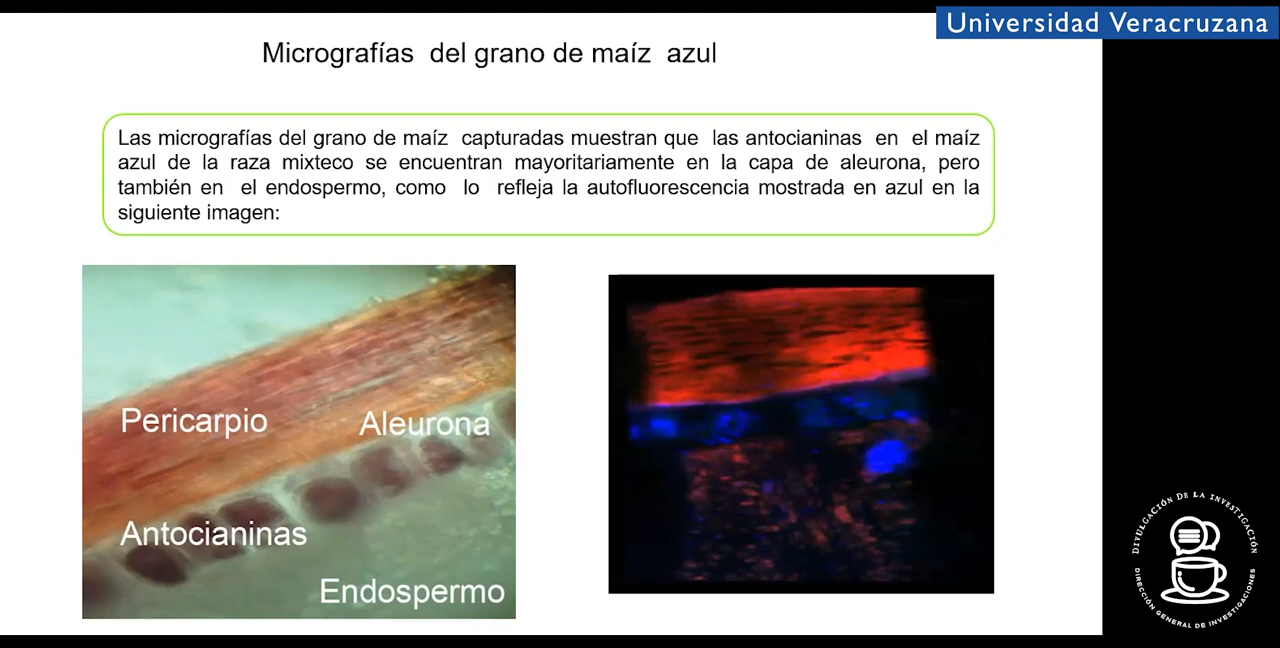 Universidad Veracruzana
Micrografías del grano de maíz azul
Las micrografías del grano de maíz capturadas muestran que las antocianinas en el maíz
azul de la raza mixteco se encuentran mayoritariamente en la capa de aleurona, pero
también en el endospermo, como lo refleja la autofluorescencia mostrada en azul en la
siguiente imagen:
Pericarpio
Aleurona
Antocianinas
Endospermo
DIVULGACIÓN DE LA INVESTIGACIÓN
DIRECCIÓN GENERAL DE INVESTIGACIONES